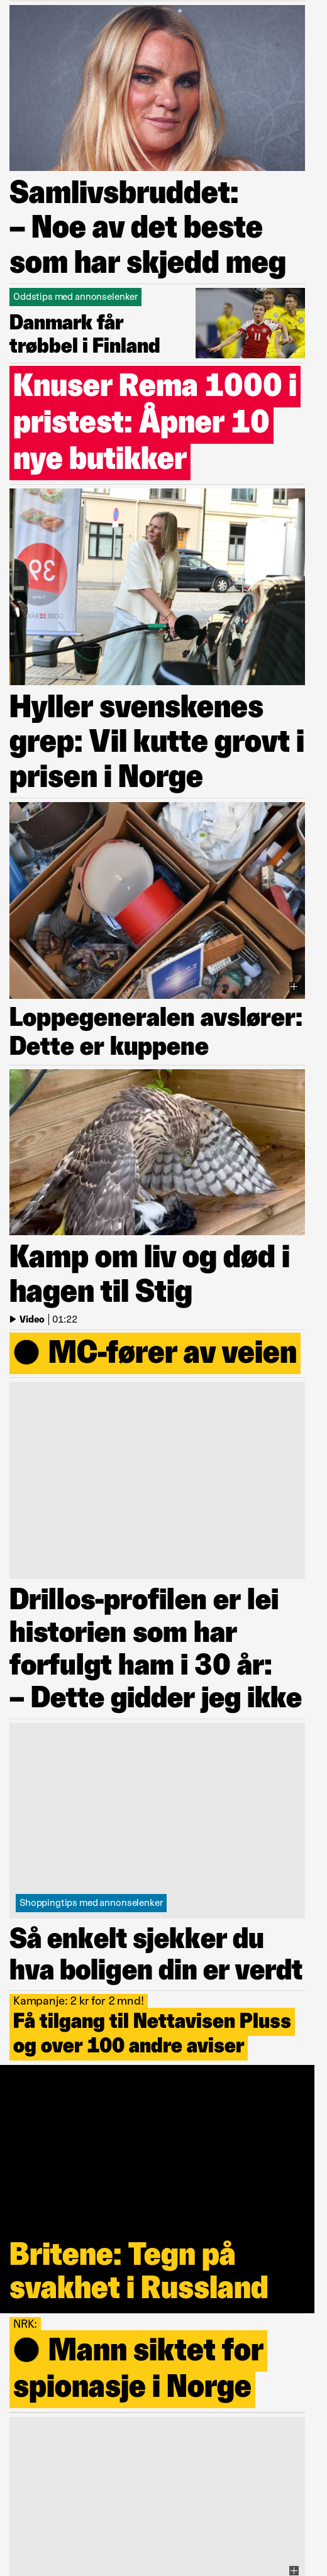 Samlivsbruddet:
– Noe av det beste
som har skjedd meg
Oddstips med annonselenker
Danmark får
trøbbel i Finland
11
Knuser Rema 1000 i
pristest: Åpner 10
nye butikker
39
Hyller svenskenes
grep: Vil kutte grovt i
prisen i Norge
Loppegeneralen avslører:
Dette er kuppene
Kamp om liv og død i
hagen til Stig
Video 01:22
MC-fører av veien
Drillos-profilen er lei
historien som har
forfulgt ham i 30 år:
– Dette gidder jeg ikke
Shoppingtips med annonselenker
Så enkelt sjekker du
hva boligen din er verdt
Kampanje: 2 kr for 2 mnd!
Få tilgang til Nettavisen Pluss
og over 100 andre aviser
Britene: Tegn på
svakhet i Russland
NRK:
Mann siktet for
spionasje i Norge